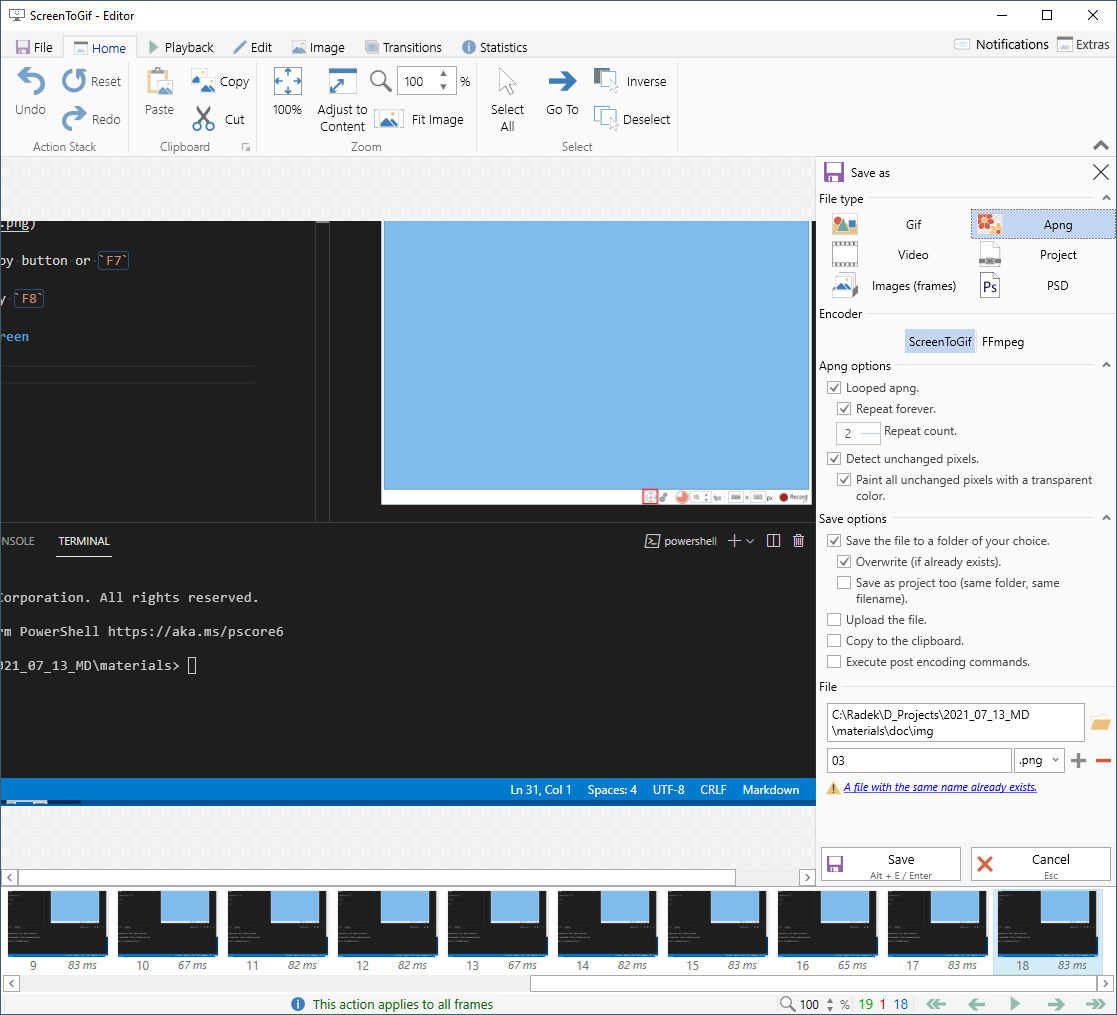 ScreenToGif - Editor
File Home Playback Edit Image Transitions Statistics Notifications Extras
Undo Reset Redo Paste Copy Cut 100% Adjust to Content 100 % Fit Image Select All Go To Inverse Deselect
Action Stack Clipboard Zoom Select
.png)
by button or `F7`
y `F8`
reen
15 fps x 585 px Record
NSOLE TERMINAL powershell
Corporation. All rights reserved.
rm PowerShell https://aka.ms/pscore6
021_07_13_MD\materials>
Ln 31, Col 1 Spaces: 4 UTF-8 CRLF Markdown
Save as
File type
Gif Apng
Video Project
Images (frames) Ps PSD
Encoder
ScreenToGif FFmpeg
Apng options
Looped apng.
Repeat forever.
2 Repeat count.
Detect unchanged pixels.
Paint all unchanged pixels with a transparent
color.
Save options
Save the file to a folder of your choice.
Overwrite (if already exists).
Save as project too (same folder, same
filename).
Upload the file.
Copy to the clipboard.
Execute post encoding commands.
File
C:\Radek\D_Projects\2021_07_13_MD
\materials\doc\img
03 .png
A file with the same name already exists.
Save Cancel
Alt + E / Enter Esc
9 83 ms 10 67 ms 11 82 ms 12 82 ms 13 67 ms 14 82 ms 15 83 ms 16 65 ms 17 83 ms 18 83 ms
This action applies to all frames 100 % 19 1 18